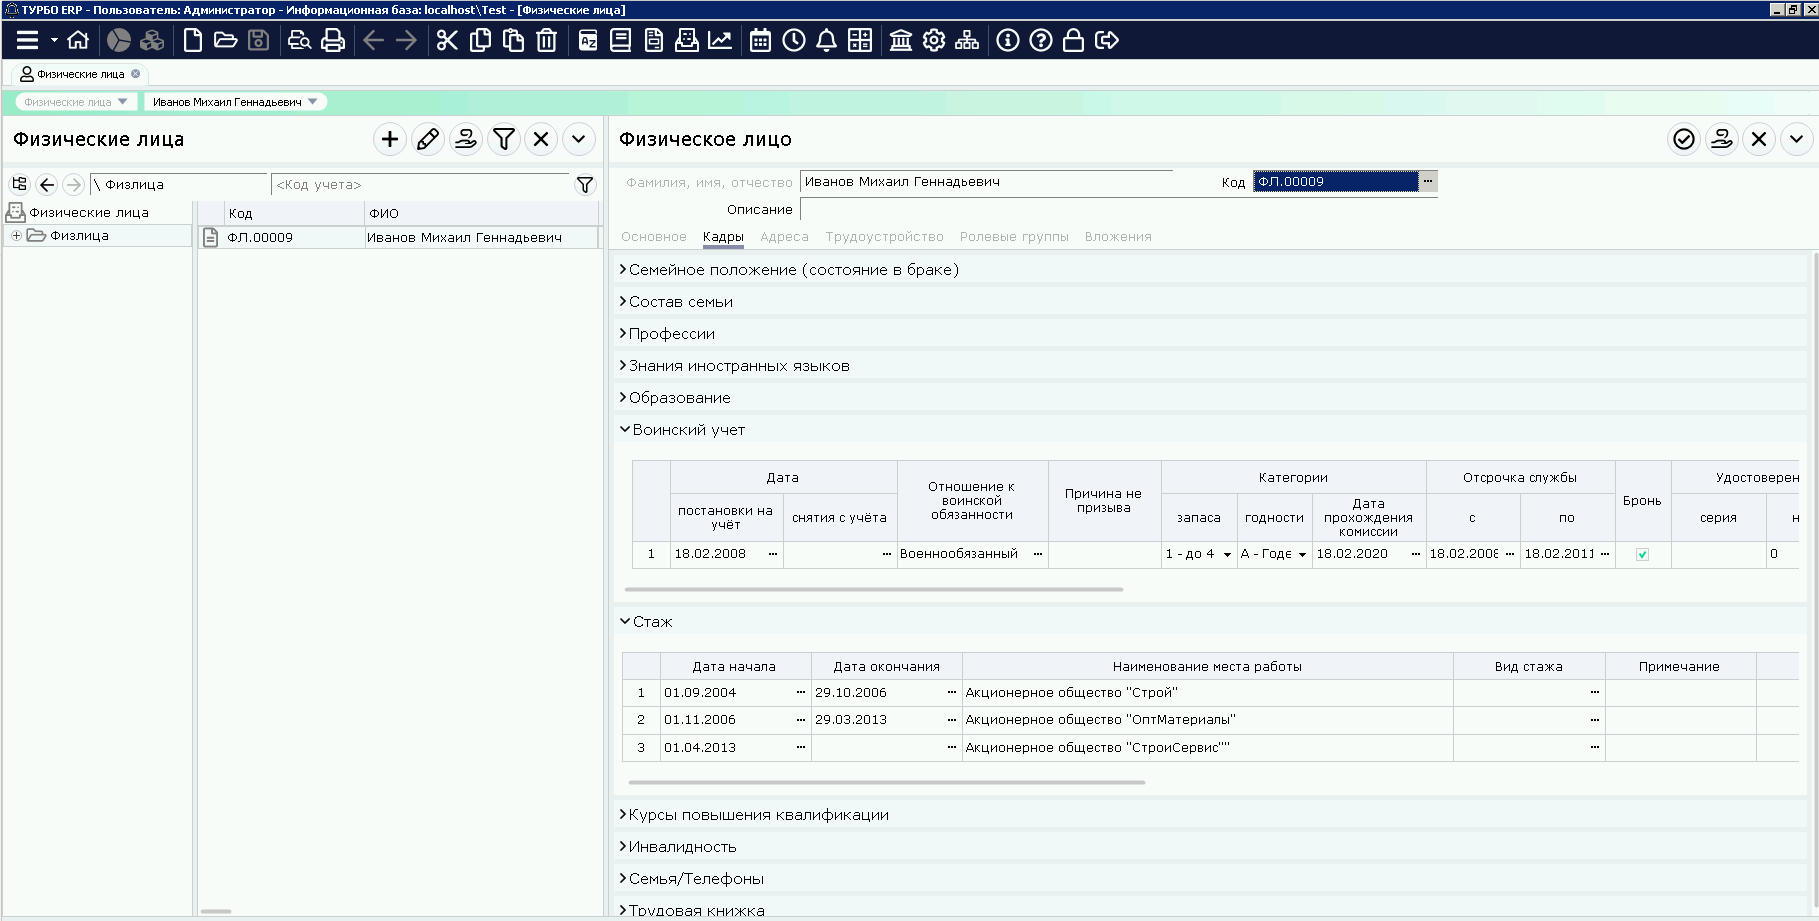 ТУРБО ERP - Пользователь: Администратор - Информационная база: localhost\Test - [Физические лица]
Физические лица
Физические лица Иванов Михаил Геннадьевич
Физические лица
\ Физлица <Код учета>
Физические лица
Физлица
Код ФИО
ФЛ.00009 Иванов Михаил Геннадьевич
Физическое лицо
Фамилия, имя, отчество Иванов Михаил Геннадьевич Код ФЛ.00009 ...
Описание
Основное Кадры Адреса Трудоустройство Ролевые группы Вложения
Семейное положение (состояние в браке)
Состав семьи
Профессии
Знания иностранных языков
Образование
Воинский учет
Дата Отношение к воинской обязанности Причина не призыва Категории Отсрочка службы Бронь Удостоверен
постановки на учёт снятия с учёта запаса годности Дата прохождения комиссии с по серия н
1 18.02.2008 ... ... Военнообязанный ... 1 - до 4 А - Годе 18.02.2020 ... 18.02.2008 ... 18.02.2011 ... 0
Стаж
Дата начала Дата окончания Наименование места работы Вид стажа Примечание
1 01.09.2004 ... 29.10.2006 ... Акционерное общество "Строй" ...
2 01.11.2006 ... 29.03.2013 ... Акционерное общество "ОптМатериалы" ...
3 01.04.2013 ... ... Акционерное общество "СтроиСервис"" ...
Курсы повышения квалификации
Инвалидность
Семья/Телефоны
Трудовая книжка